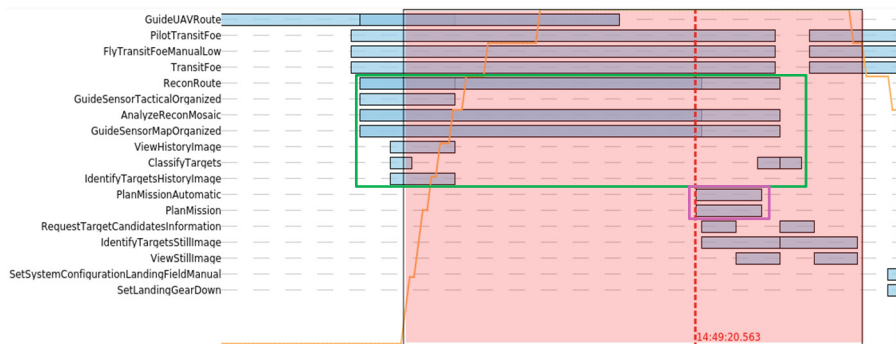 GuideUAVRoute
PilotTransitFoe
FlyTransitFoeManualLow
TransitFoe
ReconRoute
GuideSensorTacticalOrganized
AnalyzeReconMosaic
GuideSensorMapOrganized
ViewHistoryImage
ClassifyTargets
IdentifyTargetsHistoryImage
PlanMissionAutomatic
PlanMission
RequestTargetCandidatesInformation
IdentifyTargetsStillImage
ViewStillImage
SetSystemConfigurationLandingFieldManual
SetLandingGearDown
14:49:20.563